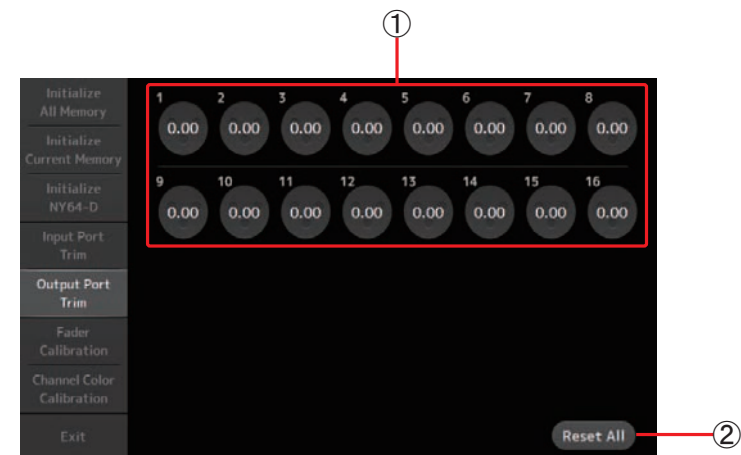 ①
Initialize
All Memory
Initialize
Current Memory
Initialize
NY64-D
Input Port
Trim
Output Port
Trim
Fader
Calibration
Channel Color
Calibration
Exit
1 2 3 4 5 6 7 8
0.00 0.00 0.00 0.00 0.00 0.00 0.00 0.00
9 10 11 12 13 14 15 16
0.00 0.00 0.00 0.00 0.00 0.00 0.00 0.00
Reset All
②